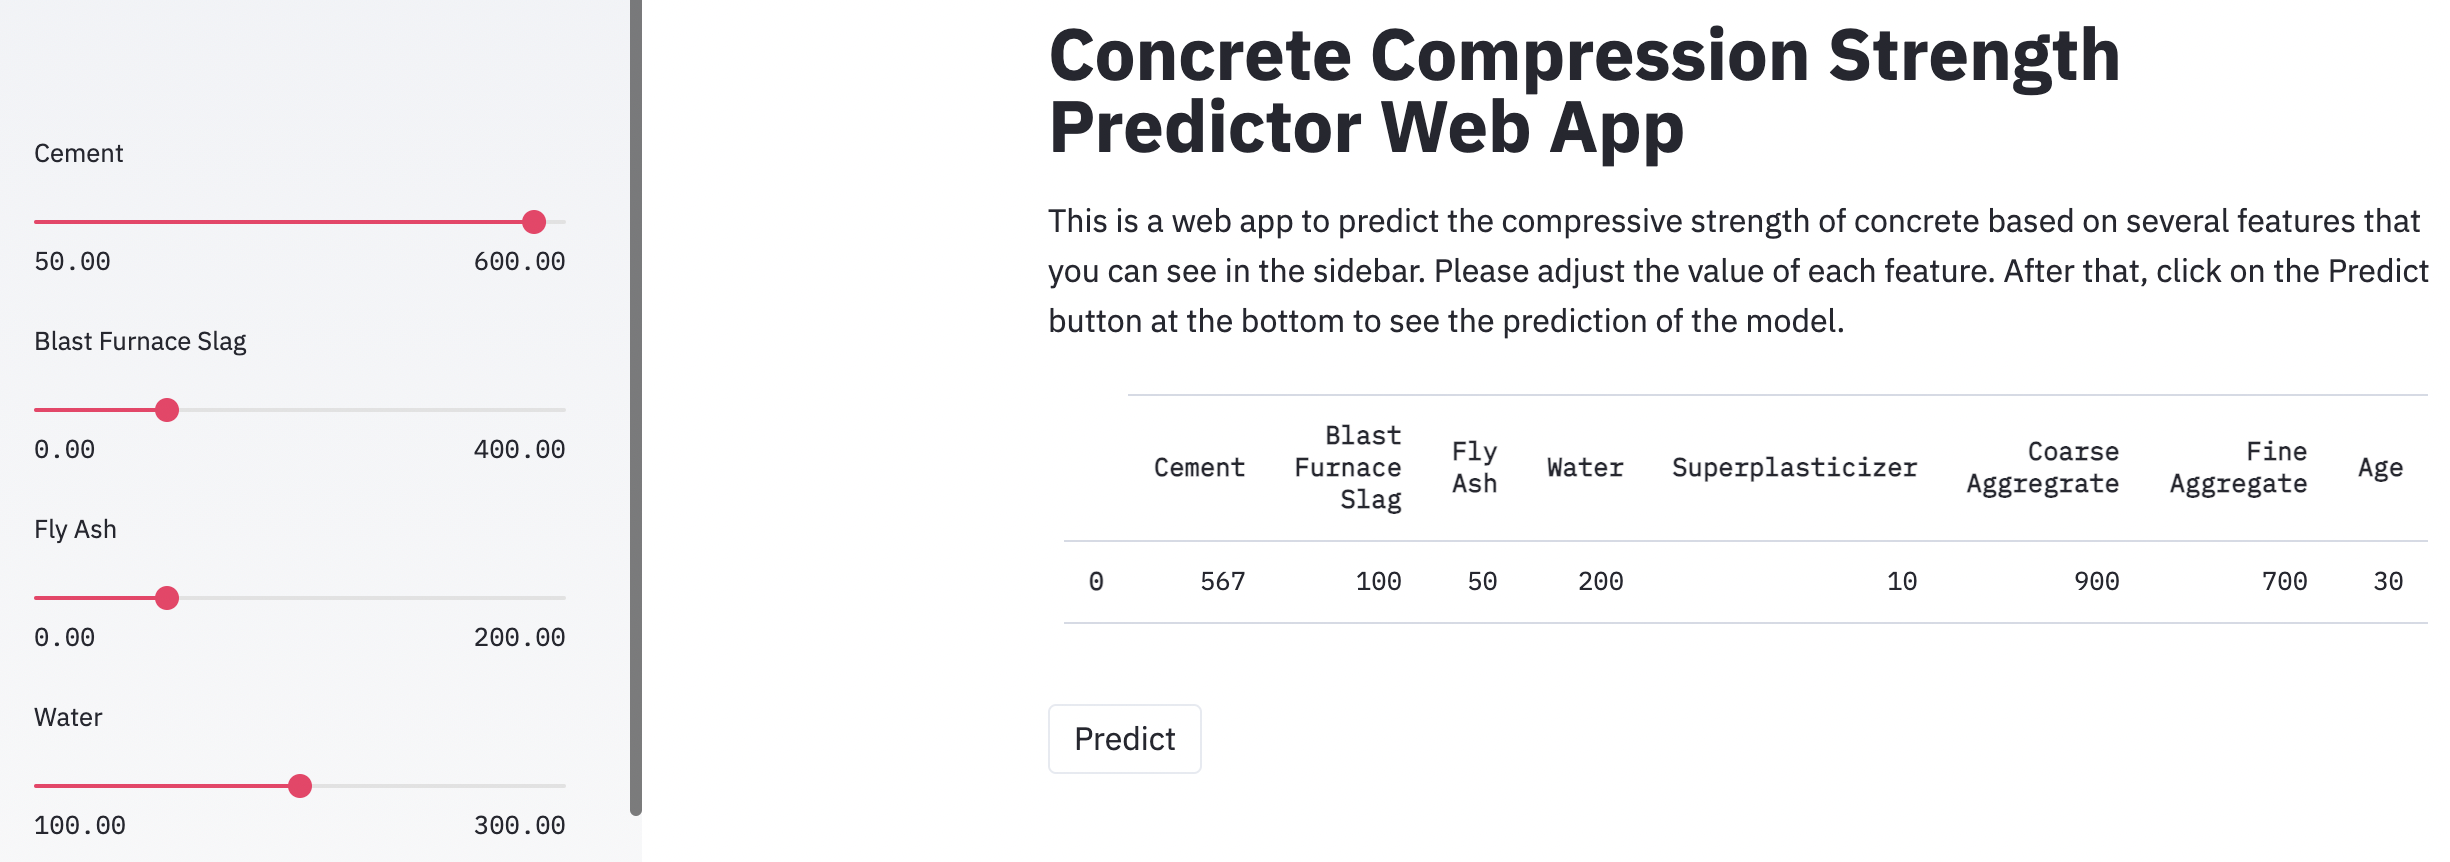 Cement
50.00 600.00
Blast Furnace Slag
0.00 400.00
Fly Ash
0.00 200.00
Water
100.00 300.00
Concrete Compression Strength
Predictor Web App
This is a web app to predict the compressive strength of concrete based on several features that
you can see in the sidebar. Please adjust the value of each feature. After that, click on the Predict
button at the bottom to see the prediction of the model.
Cement Blast Furnace Slag Fly Ash Water Superplasticizer Coarse Aggregrate Fine Aggregate Age
0 567 100 50 200 10 900 700 30
Predict